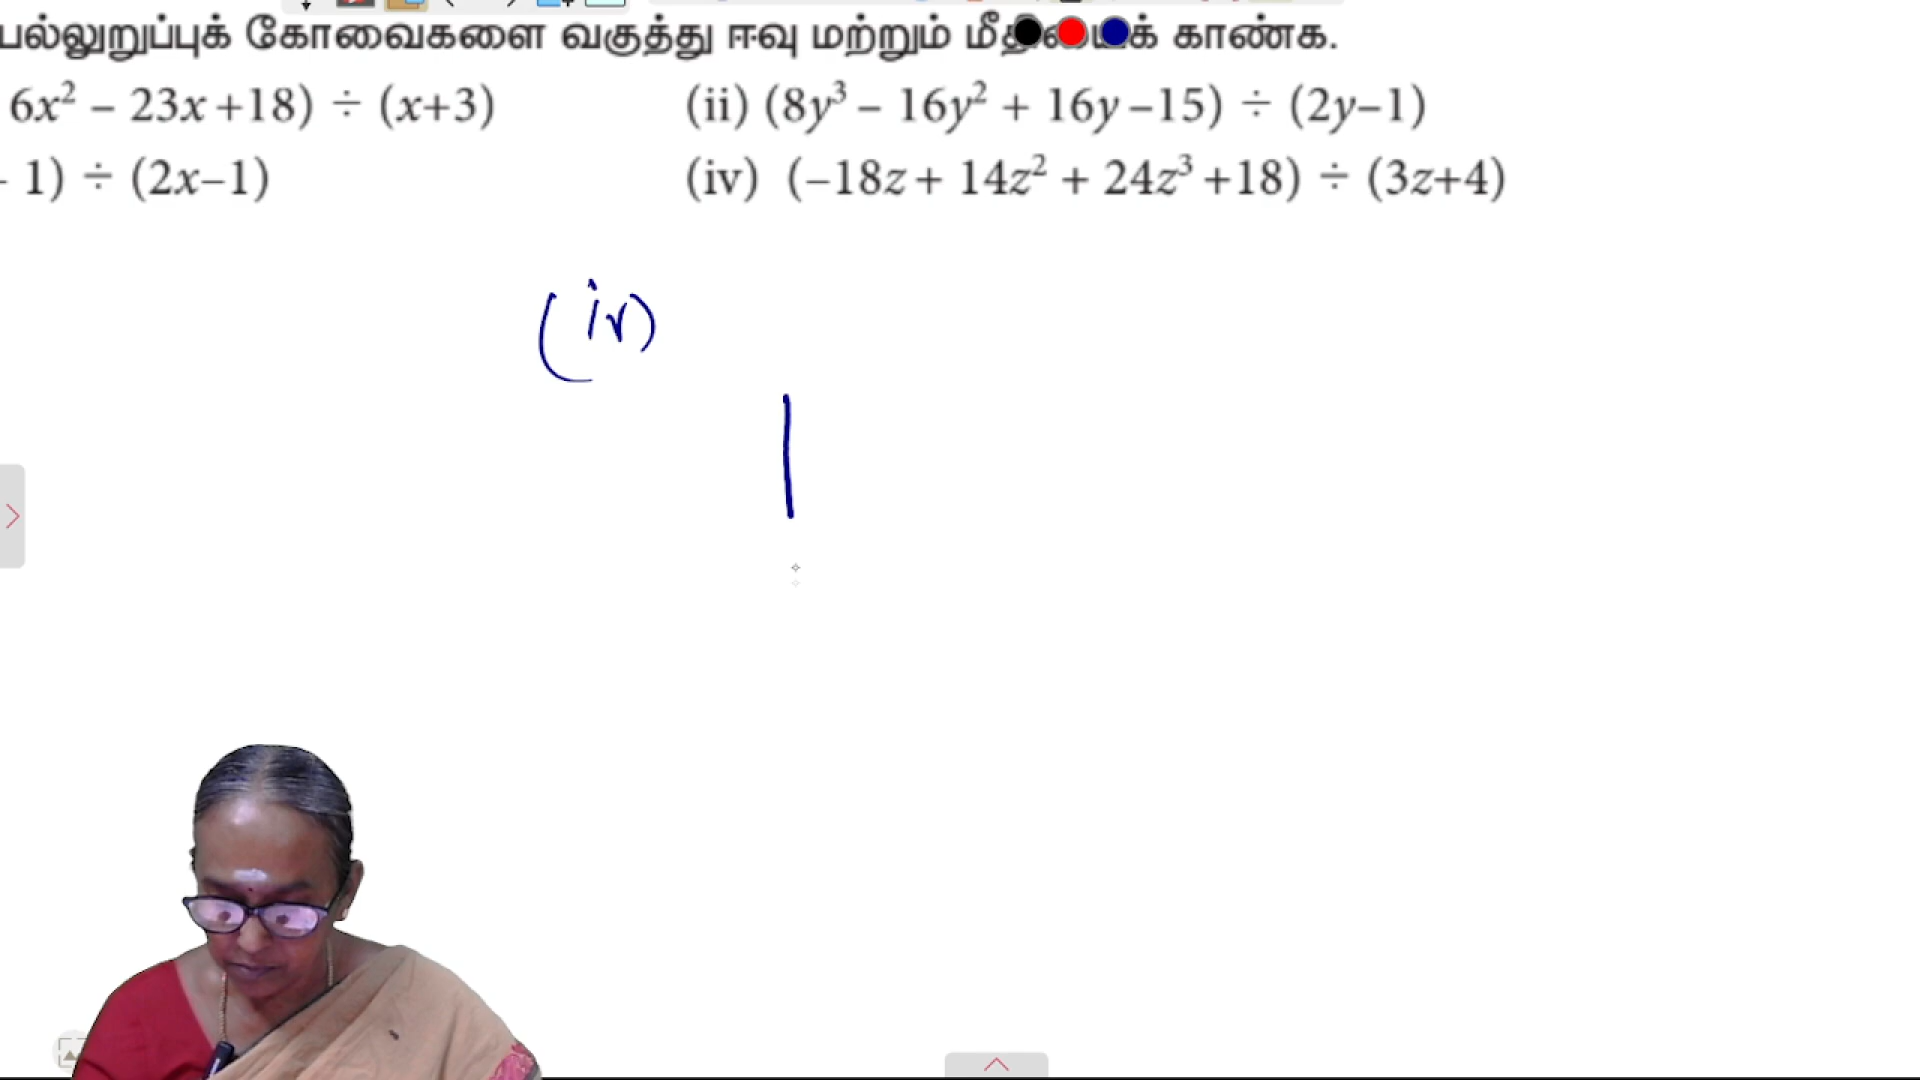 பல்லுறுப்புக் கோவைகளை வகுத்து ஈவு மற்றும் காண்க.
6x² – 23x+18) ÷ (x+3) (ii) (8y³ – 16y² + 16y–15) ÷ (2y–1)
- 1) ÷ (2x–1) (iv) (–18z + 14z² + 24z³ +18) ÷ (3z+4)
(iv)